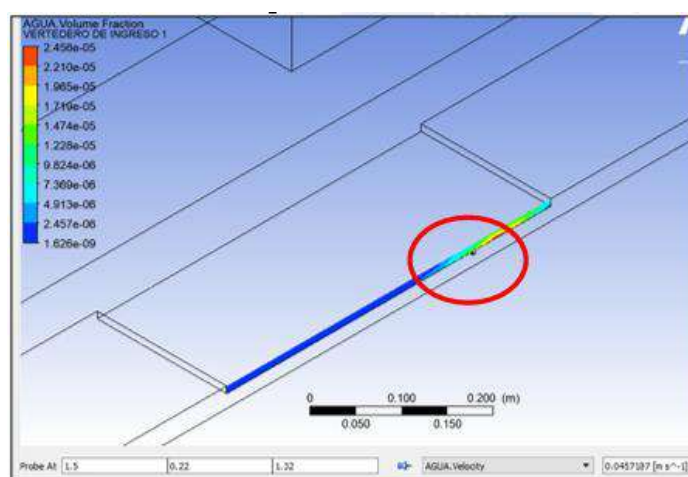 AGUA.Volume Fraction
VERTEDERO DE INGRESO 1
2.456e-05
2.210e-05
1.965e-05
1.719e-05
1.474e-05
1.228e-05
9.824e-06
7.369e-06
4.913e-06
2.457e-06
1.626e-09
0 0.100 0.200 (m)
0.050 0.150
Probe At 1.5 0.22 1.32 AGUA.Velocity 0.0457187 [m s^-1]